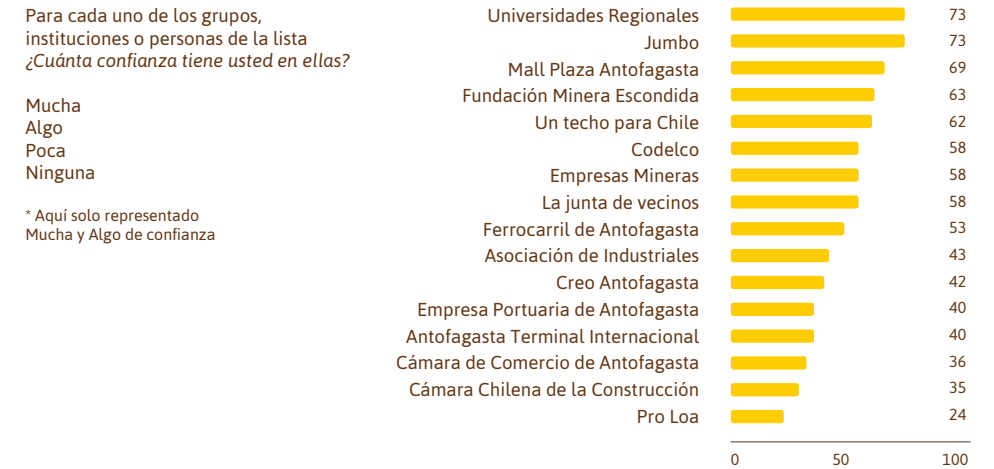 Para cada uno de los grupos,
instituciones o personas de la lista
¿Cuánta confianza tiene usted en ellas?
Mucha
Algo
Poca
Ninguna
* Aquí solo representado
Mucha y Algo de confianza
Universidades Regionales 73
Jumbo 73
Mall Plaza Antofagasta 69
Fundación Minera Escondida 63
Un techo para Chile 62
Codelco 58
Empresas Mineras 58
La junta de vecinos 58
Ferrocarril de Antofagasta 53
Asociación de Industriales 43
Creo Antofagasta 42
Empresa Portuaria de Antofagasta 40
Antofagasta Terminal Internacional 40
Cámara de Comercio de Antofagasta 36
Cámara Chilena de la Construcción 35
Pro Loa 24
0 50 100